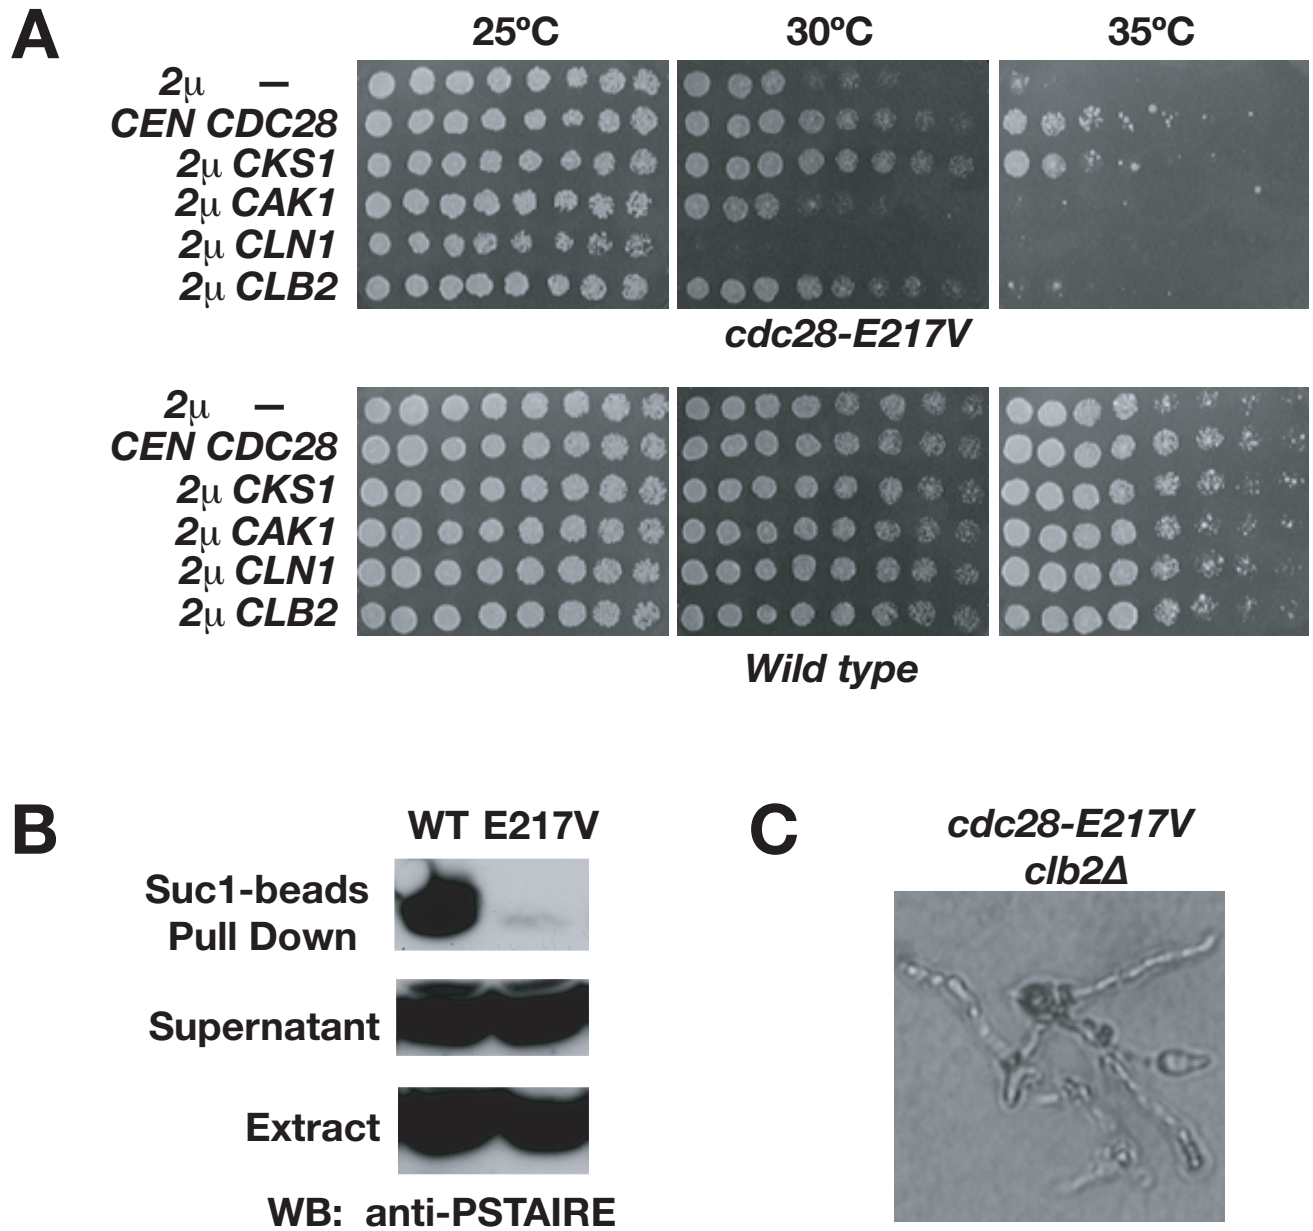 A
25ºC 30ºC 35ºC
2μ —
CEN CDC28
2μ CKS1
2μ CAK1
2μ CLN1
2μ CLB2
cdc28-E217V
2μ —
CEN CDC28
2μ CKS1
2μ CAK1
2μ CLN1
2μ CLB2
Wild type
B
WT E217V
Suc1-beads
Pull Down
Supernatant
Extract
WB: anti-PSTAIRE
C
cdc28-E217V
clb2Δ